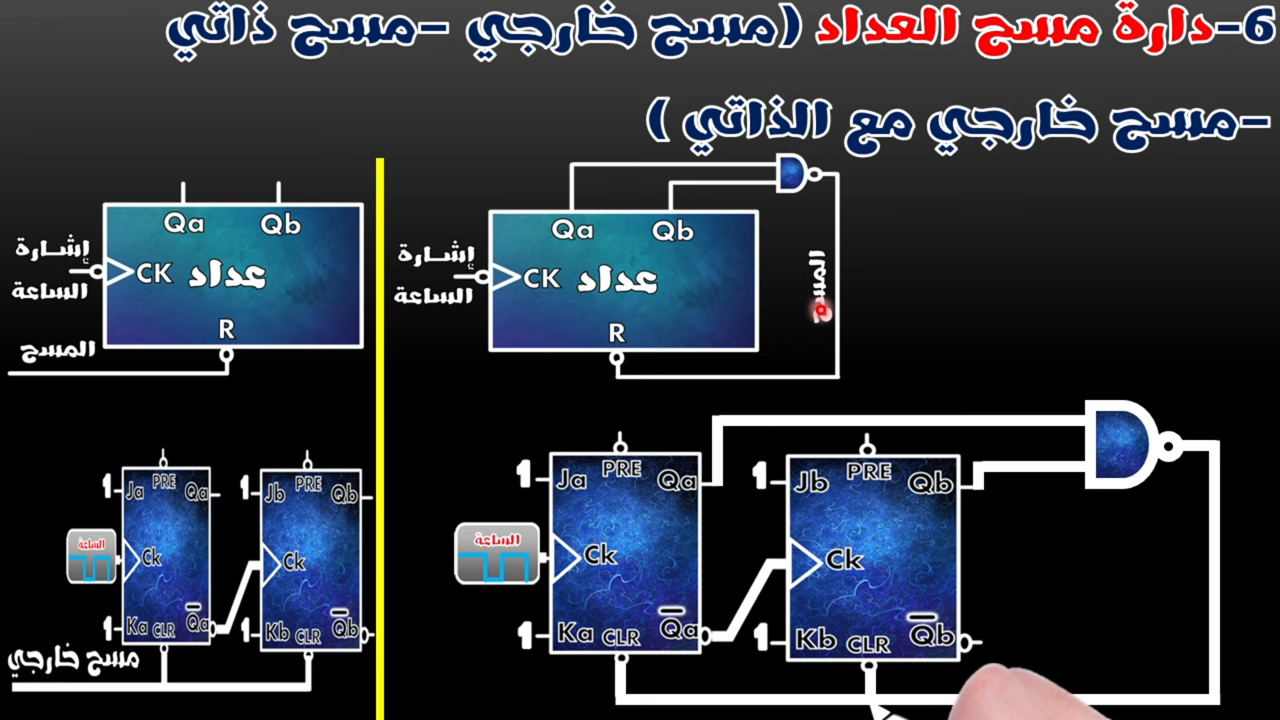 6-دارة مسح العداد (مسح خارجي -مسح ذاتي
-مسح خارجي مع الذاتي )
Qa Qb
إشارة
CK عداد
الساعة
R
المسح
Qa Qb
إشارة
CK عداد
الساعة
R
المسح
1 Ja PRE Qa
1 Jb PRE Qb
الساعة
Ck
Ck
1 Ka CLR Qa
1 Kb CLR Qb
مسح خارجي
1 Ja PRE Qa
1 Jb PRE Qb
الساعة
Ck
Ck
1 Ka CLR Qa
1 Kb CLR Qb